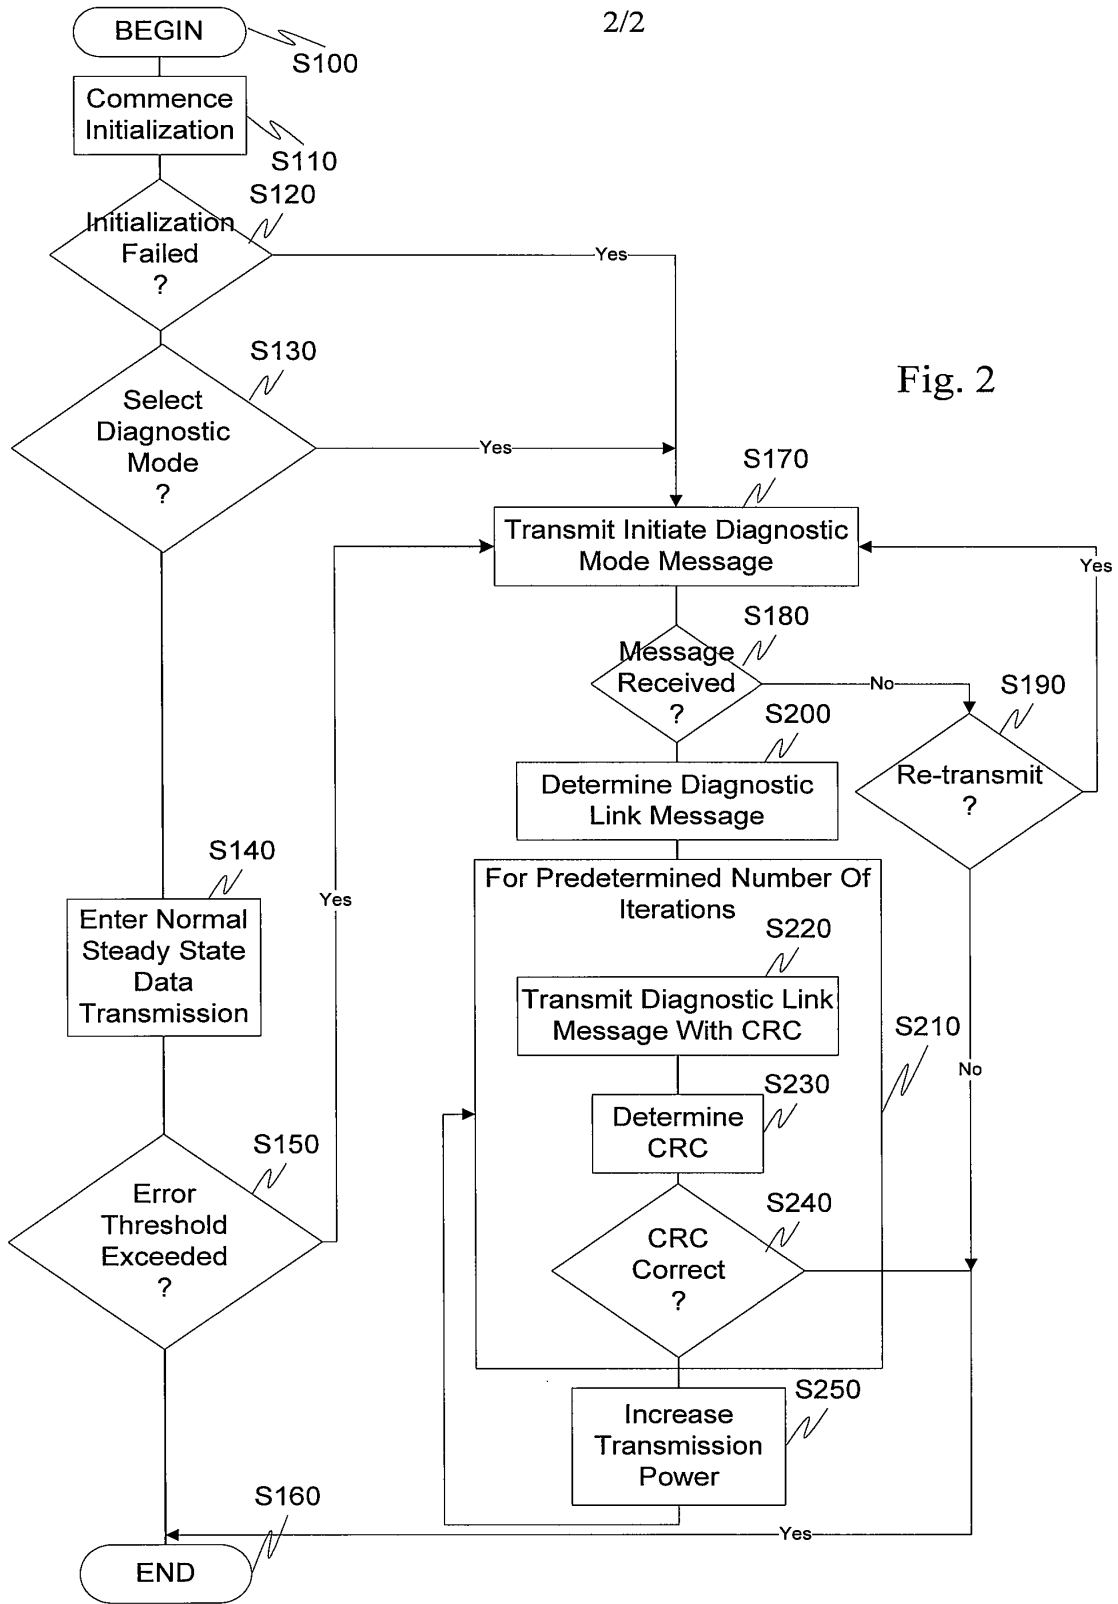 2/2
BEGIN
S100
Commence
Initialization
S110
S120
Initialization
Failed
?
Yes
S130
Select
Diagnostic
Mode
?
Yes
Fig. 2
S170
Transmit Initiate Diagnostic
Mode Message
Yes
S180
Message
Received
?
No
S190
Re-transmit
?
S200
Determine Diagnostic
Link Message
S140
Enter Normal
Steady State
Data
Transmission
Yes
For Predetermined Number Of
Iterations
S220
Transmit Diagnostic Link
Message With CRC
S210
No
S230
Determine
CRC
S150
Error
Threshold
Exceeded
?
S240
CRC
Correct
?
S250
Increase
Transmission
Power
S160
Yes
END